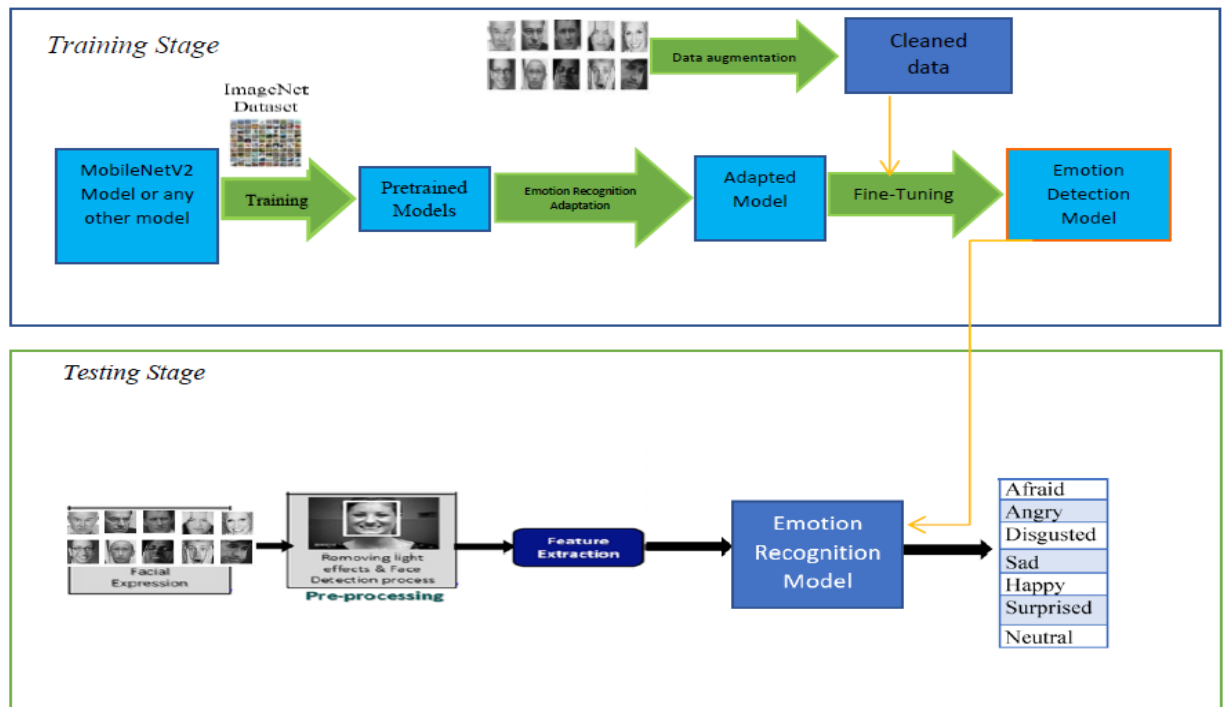 Training Stage
Data augmentation
Cleaned
data
ImageNet
Dataset
MobileNetV2
Model or any
other model
Training
Pretrained
Models
Emotion Recognition
Adaptation
Adapted
Model
Fine-Tuning
Emotion
Detection
Model
Testing Stage
Facial
Expression
Removing light
effects & Face
Detection process
Pre-processing
Feature
Extraction
Emotion
Recognition
Model
Afraid
Angry
Disgusted
Sad
Happy
Surprised
Neutral